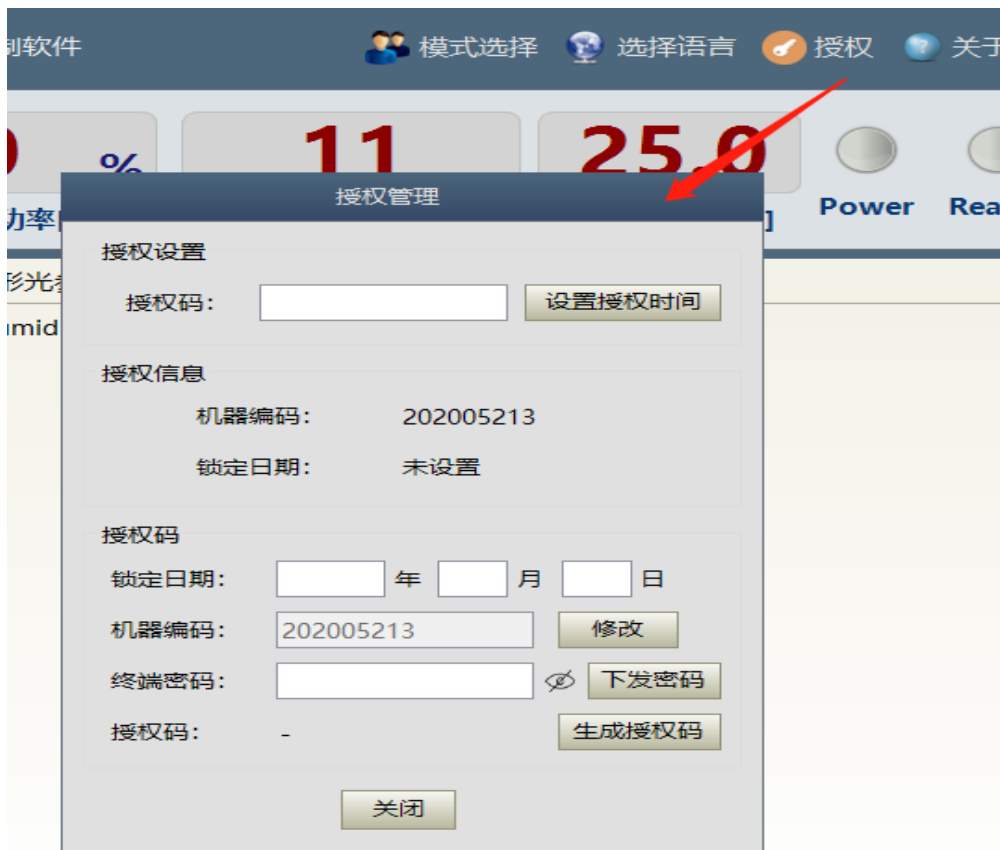 制软件 模式选择 选择语言 授权 关于
% 11 25.0
功率[ ] Power Rea
授权管理
授权设置
授权码： 设置授权时间
授权信息
机器编码： 202005213
锁定日期： 未设置
授权码
锁定日期： 年 月 日
机器编码： 202005213 修改
终端密码： 下发密码
授权码： - 生成授权码
关闭